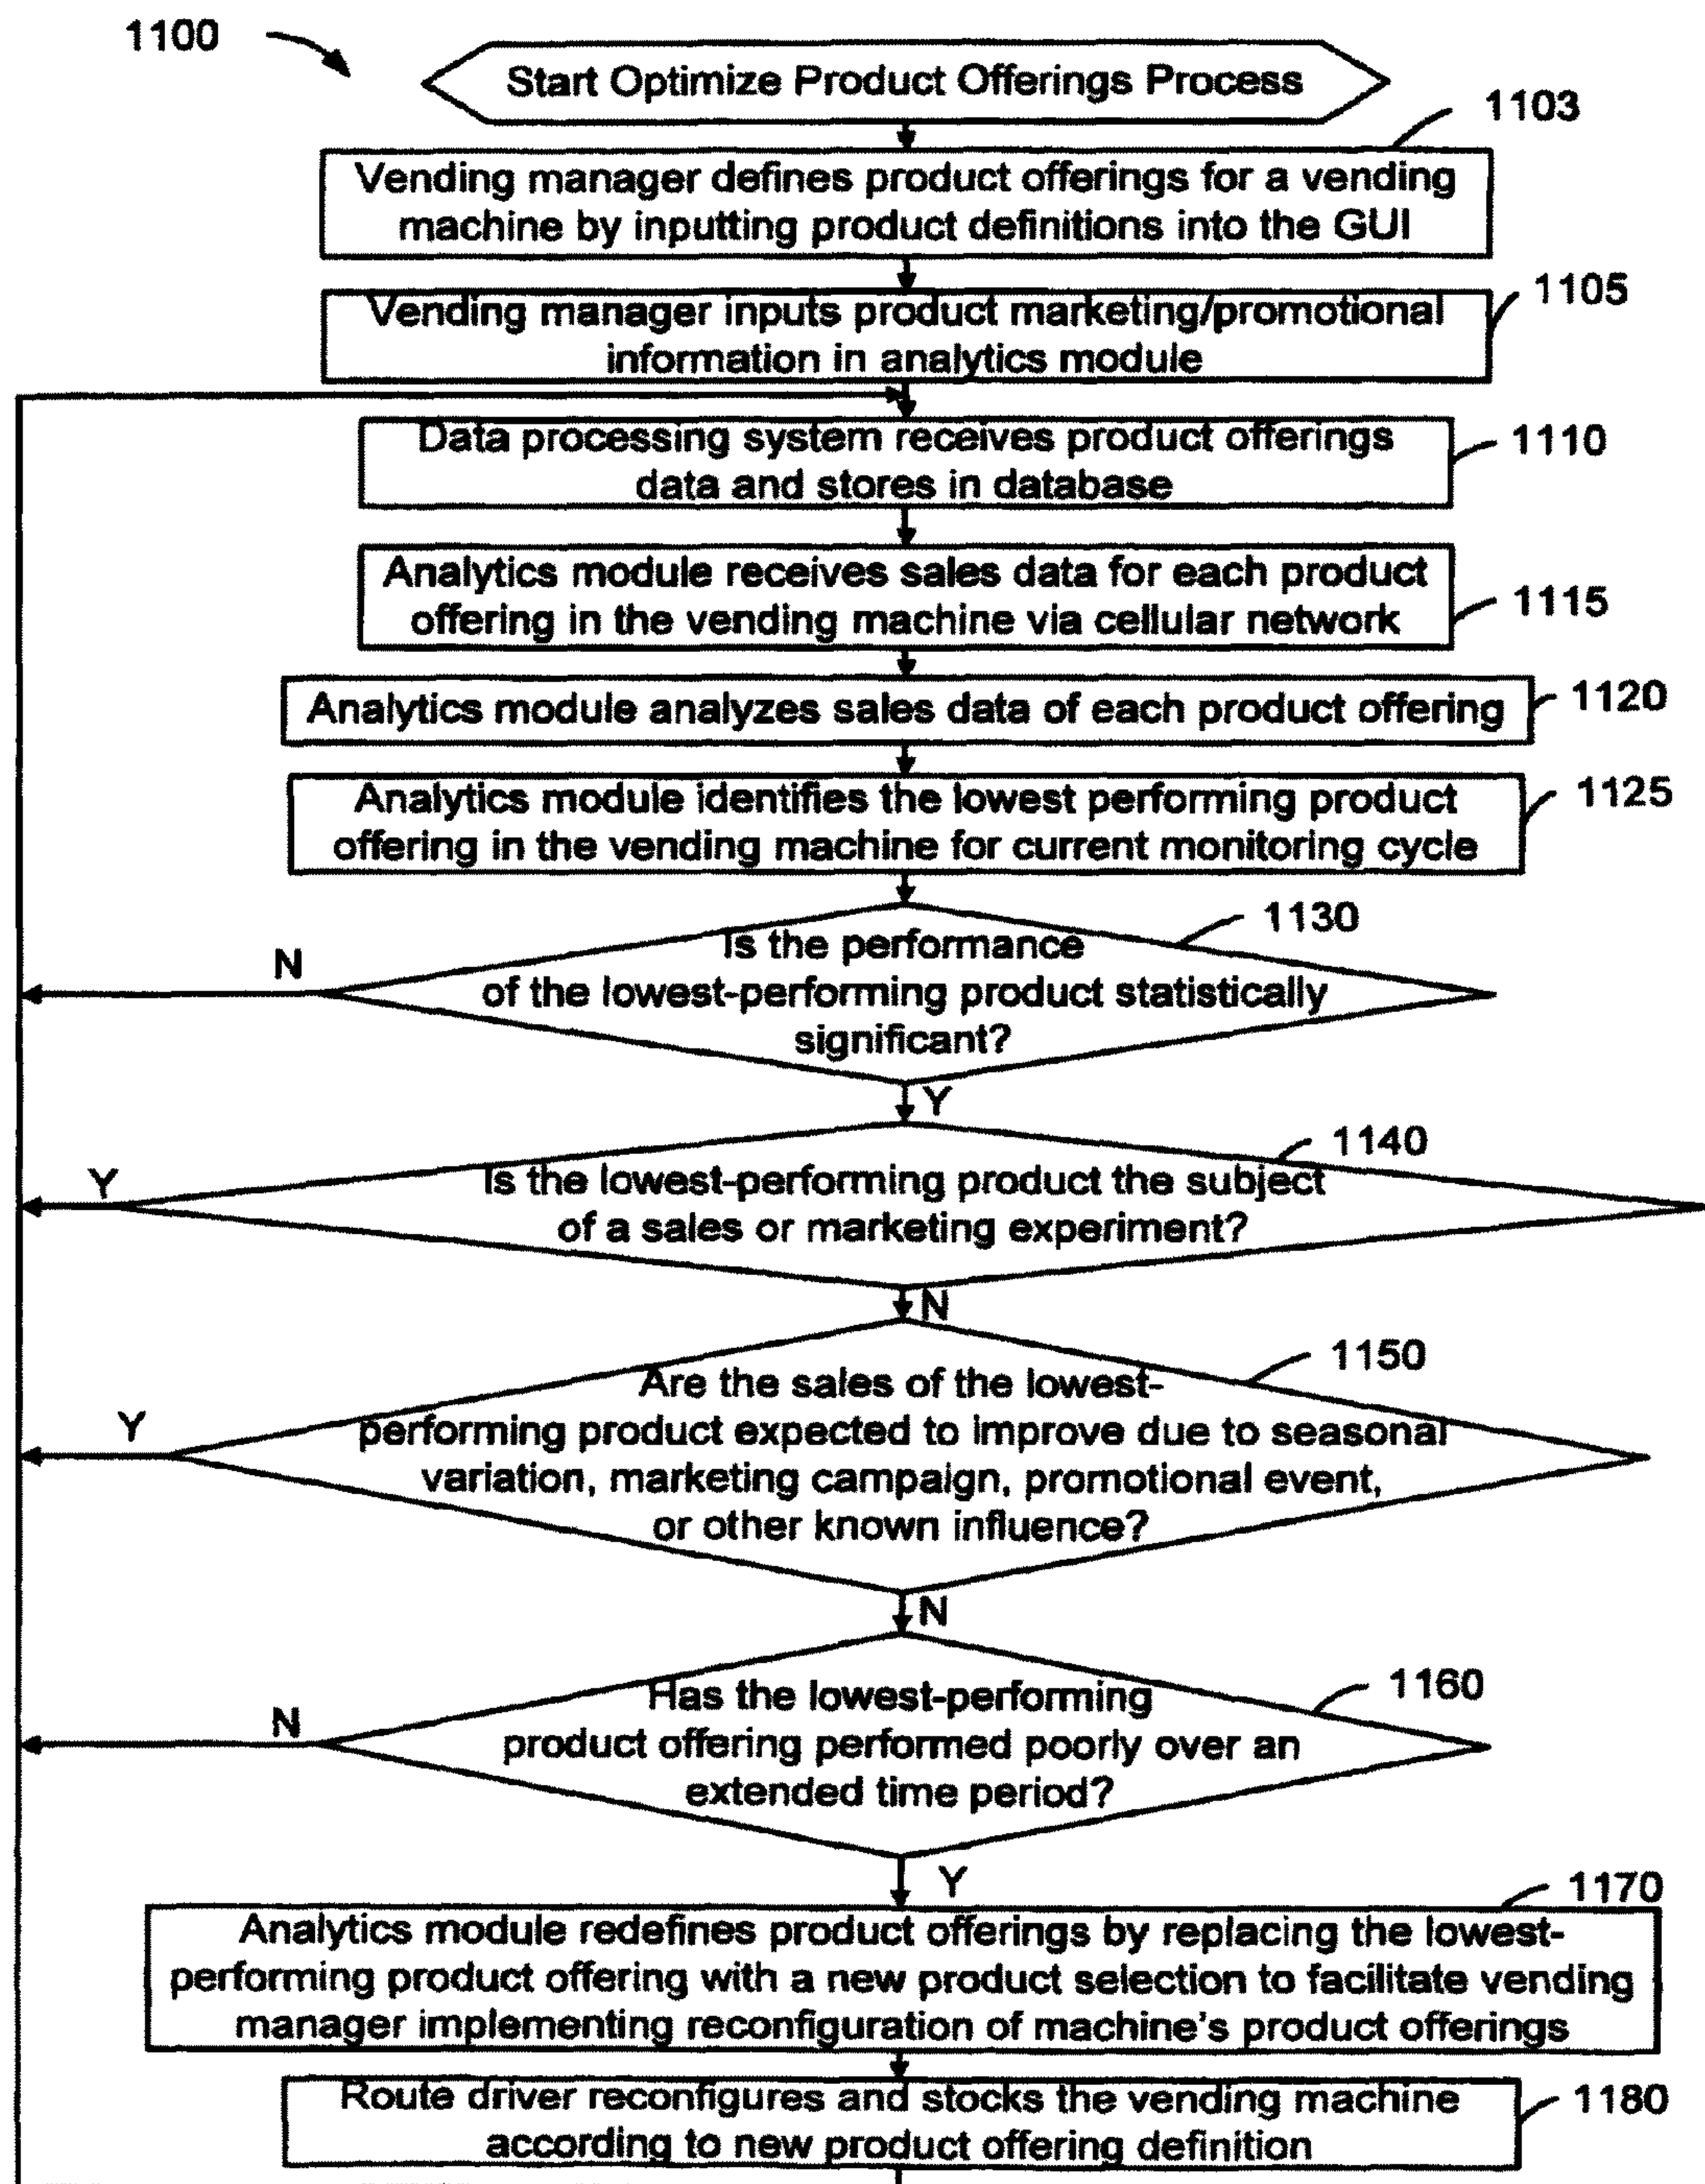 1100
Start Optimize Product Offerings Process
1103
Vending manager defines product offerings for a vending
machine by inputting product definitions into the GUI
1105
Vending manager inputs product marketing/promotional
information in analytics module
Data processing system receives product offerings
data and stores in database
1110
Analytics module receives sales data for each product
offering in the vending machine via cellular network
1115
Analytics module analyzes sales data of each product offering
1120
Analytics module identifies the lowest performing product
offering in the vending machine for current monitoring cycle
1125
1130
Is the performance
of the lowest-performing product statistically
significant?
N
Y
1140
Is the lowest-performing product the subject
of a sales or marketing experiment?
Y
N
1150
Are the sales of the lowest-
performing product expected to improve due to seasonal
variation, marketing campaign, promotional event,
or other known influence?
Y
N
1160
Has the lowest-performing
product offering performed poorly over an
extended time period?
N
Y
1170
Analytics module redefines product offerings by replacing the lowest-
performing product offering with a new product selection to facilitate vending
manager implementing reconfiguration of machine's product offerings
Route driver reconfigures and stocks the vending machine
according to new product offering definition
1180